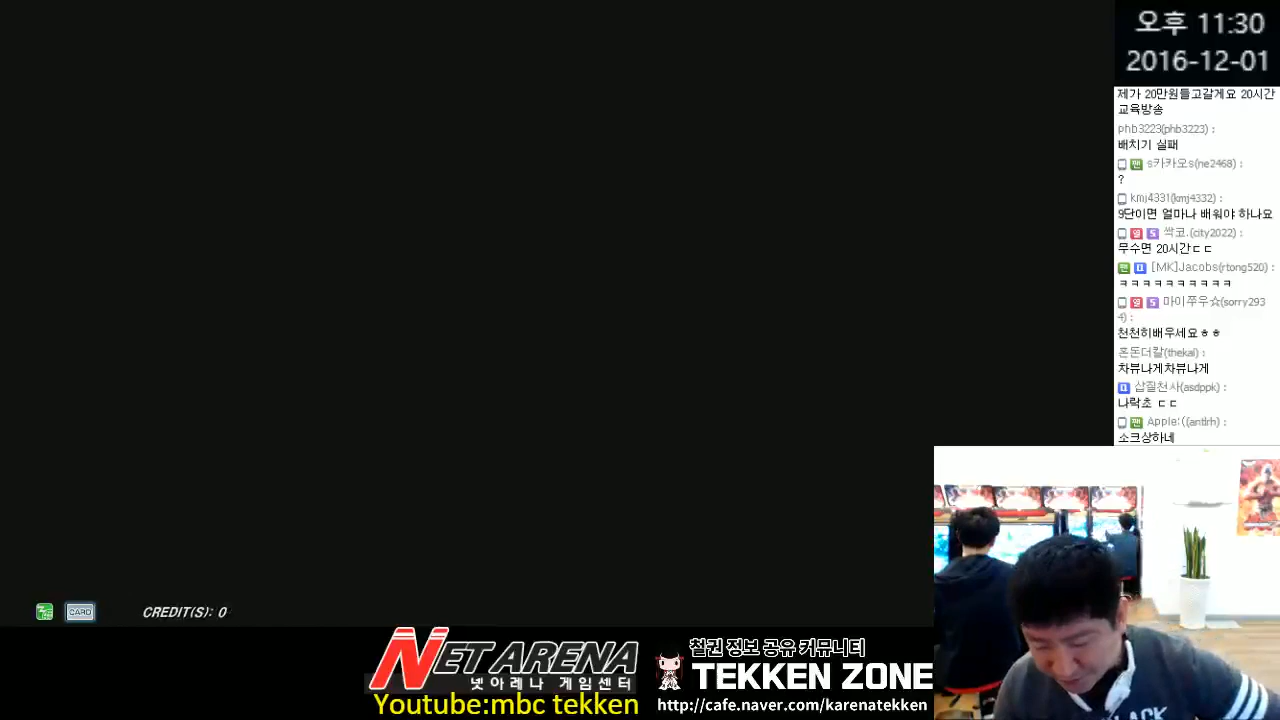 오후 11:30
2016-12-01
제가 20만원들고갈게요 20시간
교육방송
phb3223(phb3223) :
배치기 실패
팬 s카카오s(ne2468) :
?
kmj4331(kmj4332) :
9단이면 얼마나 배워야 하나요
열 S 싹코.(city2022) :
무수면 20시간ㄷㄷ
팬 [MK]Jacobs(rtong520) :
ㅋㅋㅋㅋㅋㅋㅋㅋㅋㅋ
열 S 마이쭈우☆(sorry293
4) :
천천히배우세요ㅎㅎ
혼돈더칼(thekal) :
차뷰나게차뷰나게
삽질천사(asdppk) :
나락초 ㄷㄷ
팬 Apple:((antlrh) :
소크상하네
CARD
CREDIT(S): 0
NET ARENA
넷아레나 게임센터
Youtube:mbc tekken
철권 정보 공유 커뮤니티
TEKKEN ZONE
http://cafe.naver.com/karenatekken